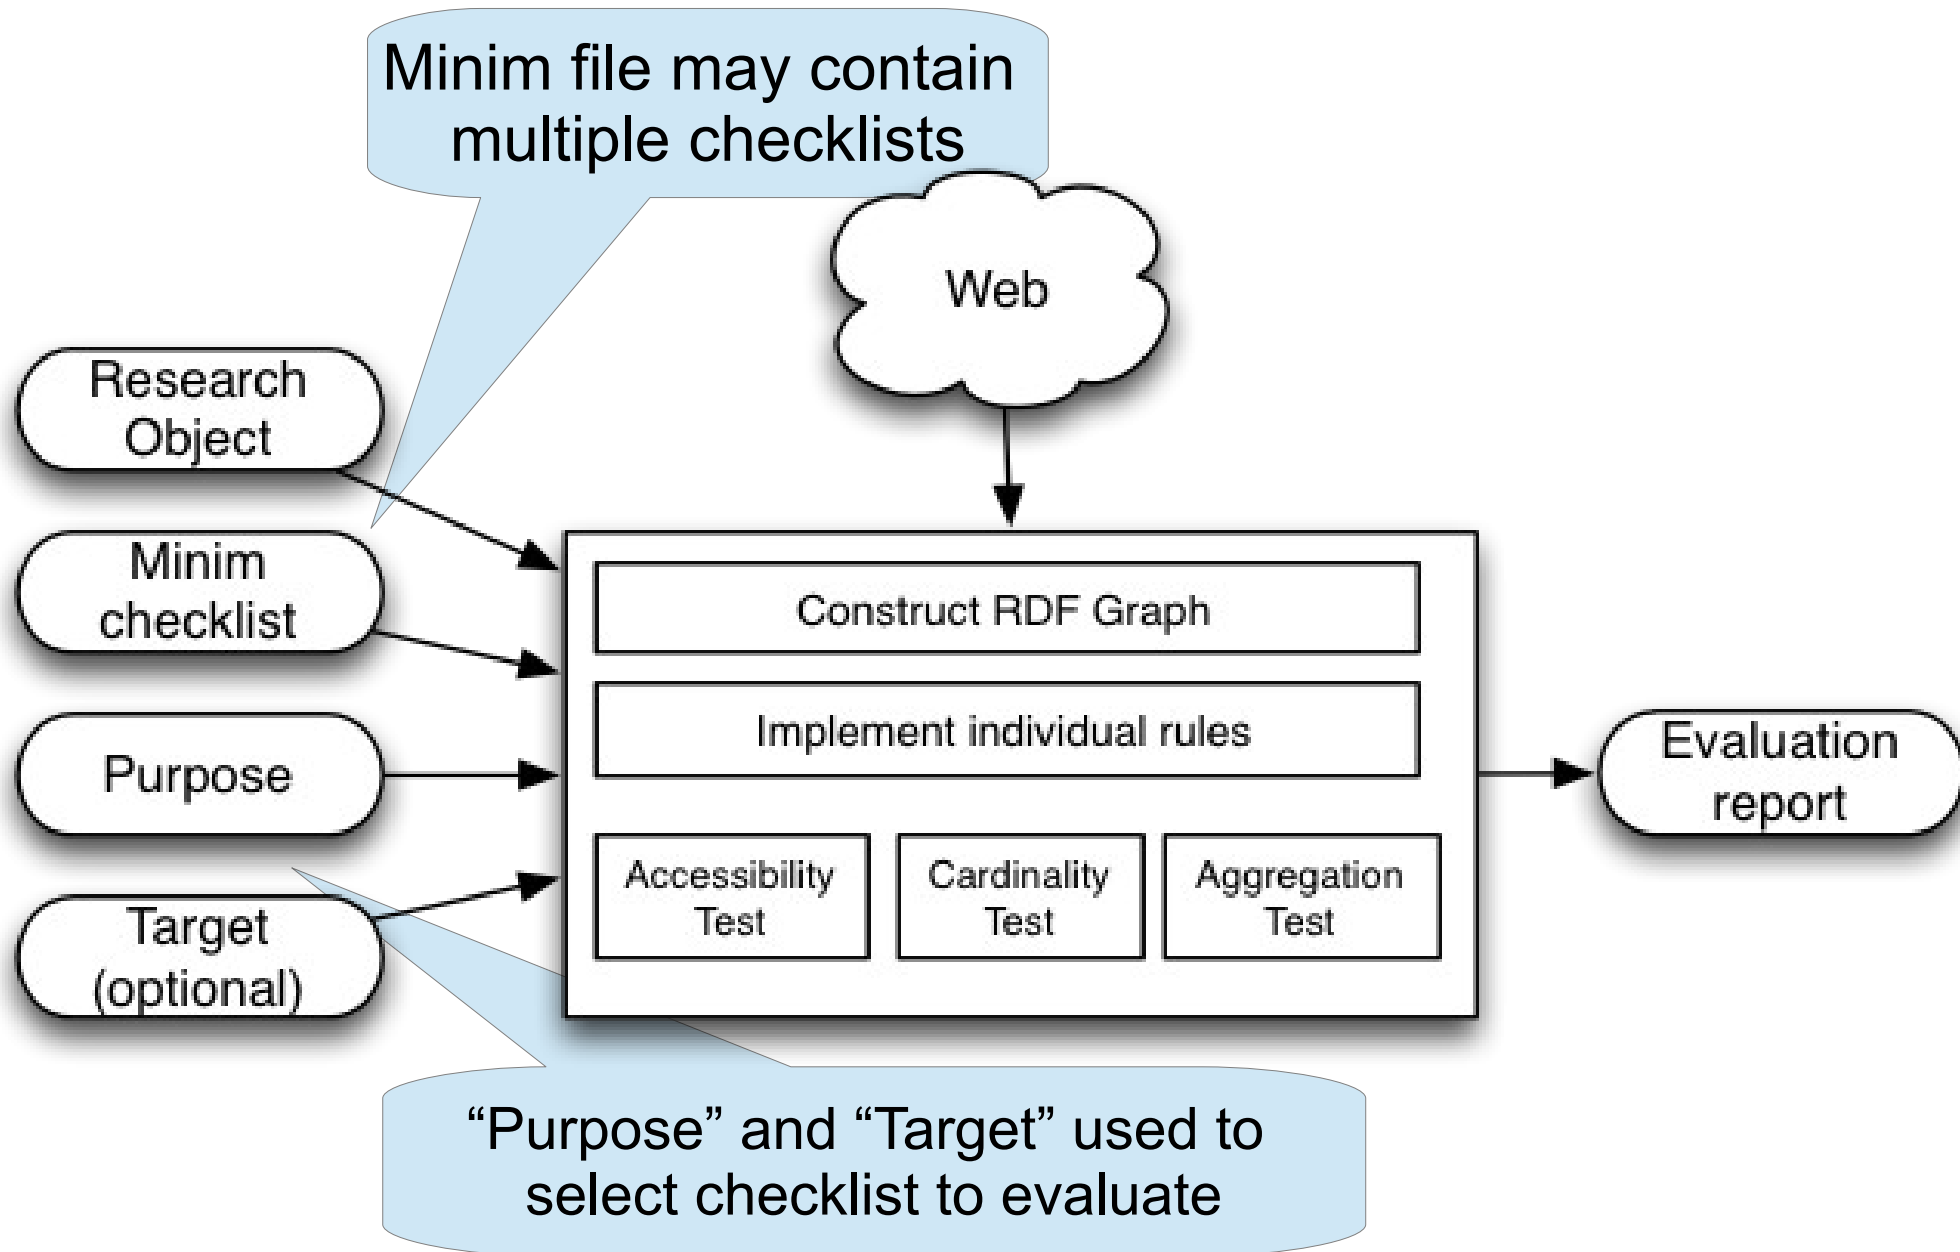 Minim file may contain
multiple checklists
Web
Research
Object
Minim
checklist
Purpose
Target
(optional)
Construct RDF Graph
Implement individual rules
Accessibility
Test
Cardinality
Test
Aggregation
Test
Evaluation
report
“Purpose” and “Target” used to
select checklist to evaluate